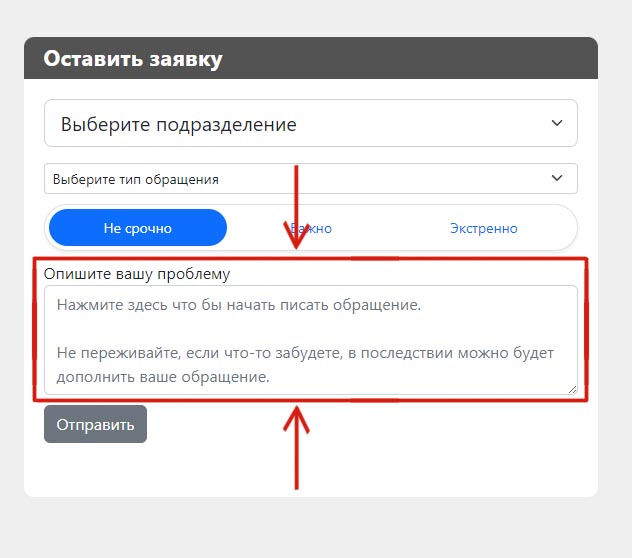 Оставить заявку
Выберите подразделение
Выберите тип обращения
Не срочно Важно Экстренно
Опишите вашу проблему
Нажмите здесь что бы начать писать обращение.
Не переживайте, если что-то забудете, в последствии можно будет
дополнить ваше обращение.
Отправить